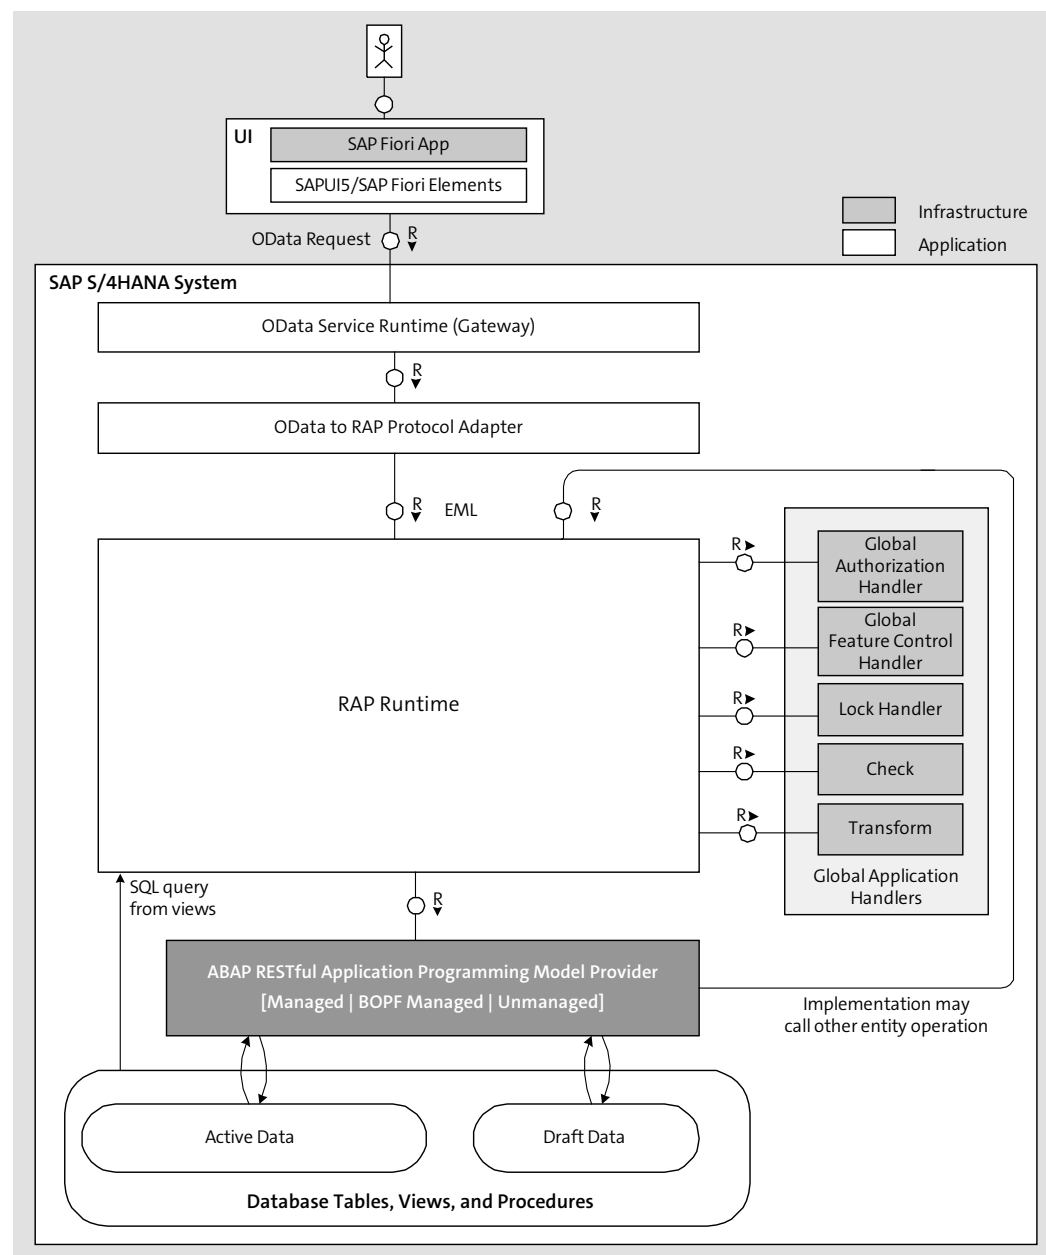 UI
SAP Fiori App
SAPUI5/SAP Fiori Elements
OData Request
R
Infrastructure
Application
SAP S/4HANA System
OData Service Runtime (Gateway)
R
OData to RAP Protocol Adapter
R
EML
R
RAP Runtime
R
Global
Authorization
Handler
R
Global
Feature Control
Handler
R
Lock Handler
R
Check
R
Transform
Global Application
Handlers
SQL query
from views
R
ABAP RESTful Application Programming Model Provider
[Managed | BOPF Managed | Unmanaged]
Implementation may
call other entity operation
Active Data
Draft Data
Database Tables, Views, and Procedures